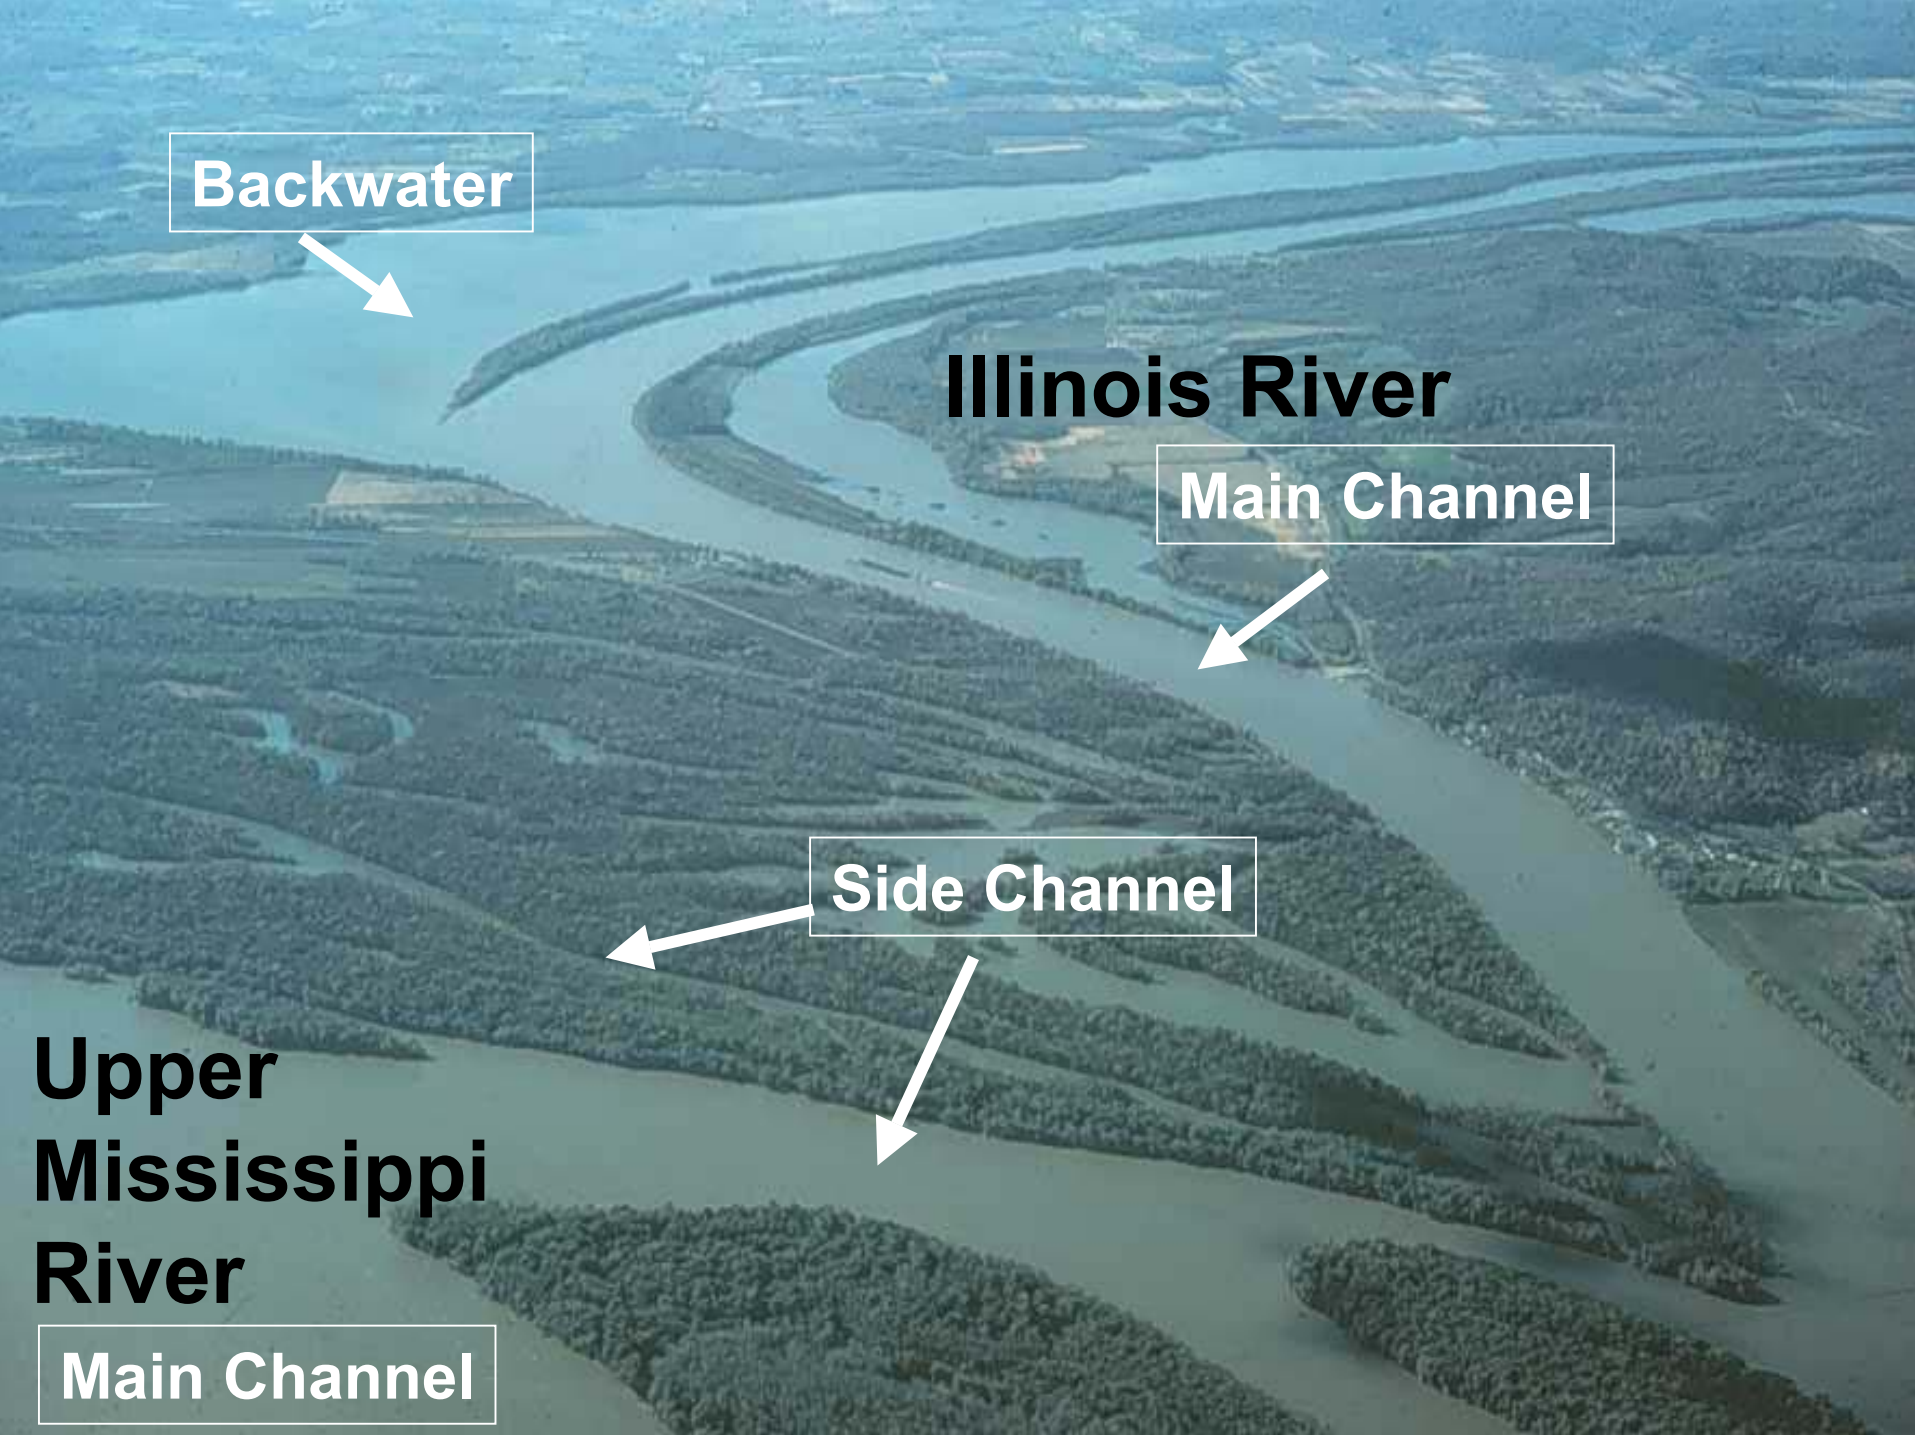 Backwater
Illinois River
Main Channel
Side Channel
Upper
Mississippi
River
Main Channel